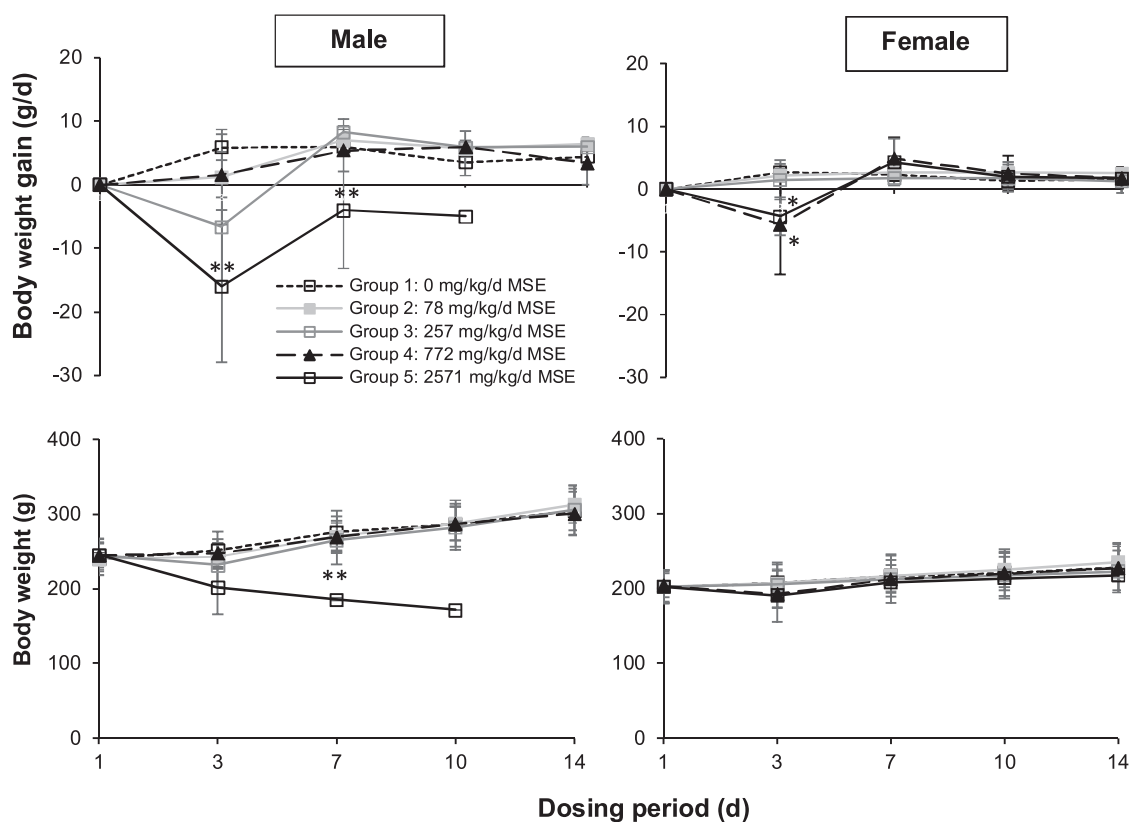 Male
Female
Body weight gain (g/d)
20
10
0
-10
-20
-30
**
**
Group 1: 0 mg/kg/d MSE
Group 2: 78 mg/kg/d MSE
Group 3: 257 mg/kg/d MSE
Group 4: 772 mg/kg/d MSE
Group 5: 2571 mg/kg/d MSE
20
10
0
-10
-20
-30
*
*
Body weight (g)
400
300
200
100
0
**
1 3 7 10 14
400
300
200
100
0
1 3 7 10 14
Dosing period (d)